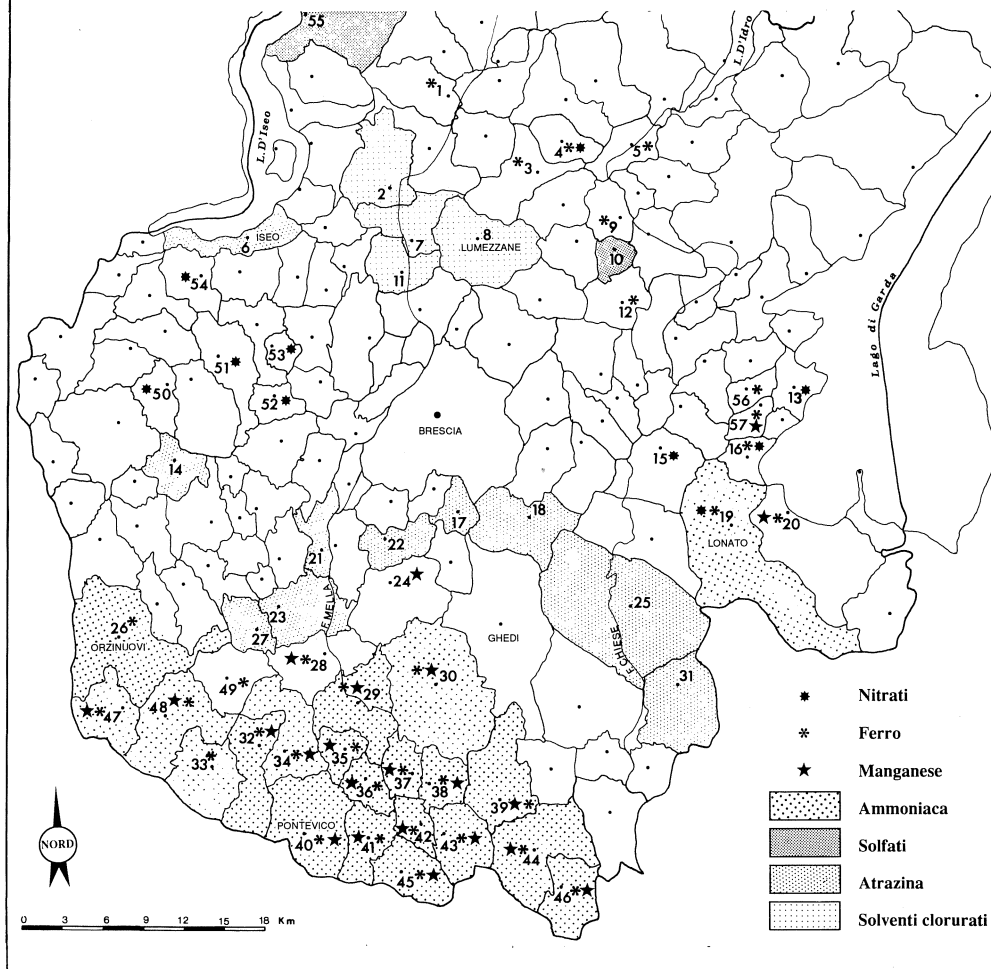 55
L.D'Idro
1
L.D'Iseo
4
5
3
2
9
6
ISEO
7
8
LUMEZZANE
10
11
54
12
Lago di Garda
53
51
52
50
56
13
57
16
BRESCIA
15
14
17
18
19
LONATO
20
22
21
24
F.MELLA
23
25
F.CHIESE
GHEDI
26
ORZINUOVI
27
28
30
31
49
29
48
47
32
34
35
33
36
37
38
39
PONTEVICO
40
41
42
43
44
45
46
NORD
0 3 6 9 12 15 18 Km
Nitrati
Ferro
Manganese
Ammoniaca
Solfati
Atrazina
Solventi clorurati